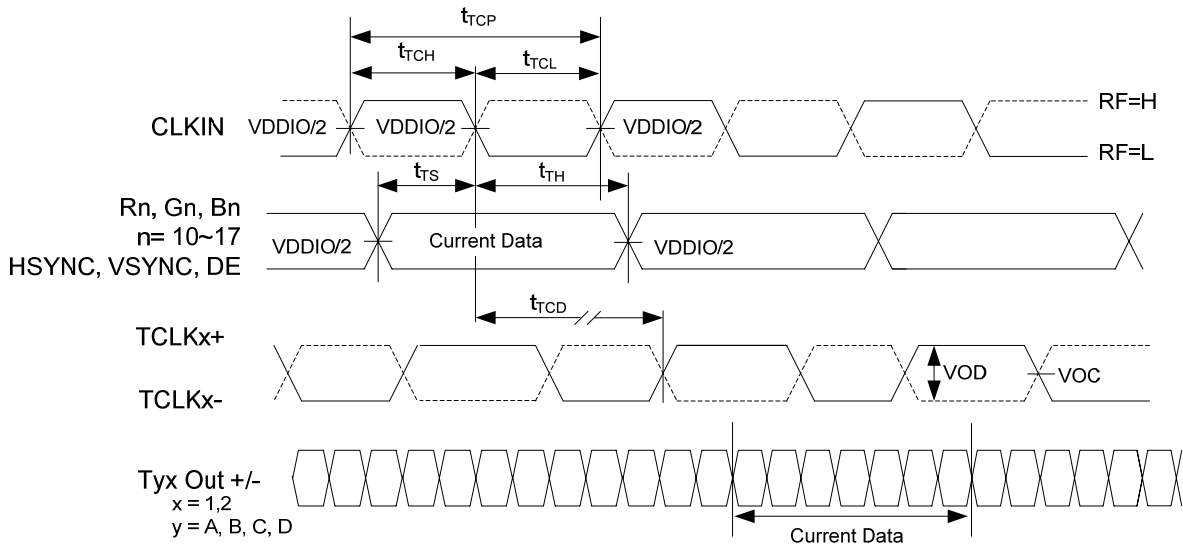 tTCP
tTCH
tTCL
RF=H
CLKIN
VDDIO/2
VDDIO/2
VDDIO/2
RF=L
tTS
tTH
Rn, Gn, Bn
n= 10~17
HSYNC, VSYNC, DE
VDDIO/2
Current Data
VDDIO/2
tTCD
TCLKx+
TCLKx-
VOD
VOC
Tyx Out +/-
x = 1,2
y = A, B, C, D
Current Data